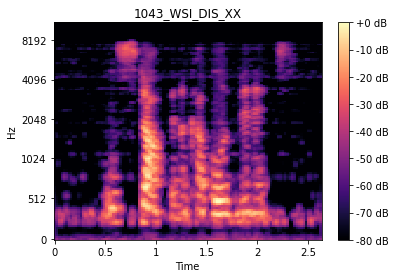 1043_WSI_DIS_XX
8192
4096
2048
1024
512
0
Hz
0
0.5
1
1.5
2
2.5
Time
+0 dB
-10 dB
-20 dB
-30 dB
-40 dB
-50 dB
-60 dB
-70 dB
-80 dB